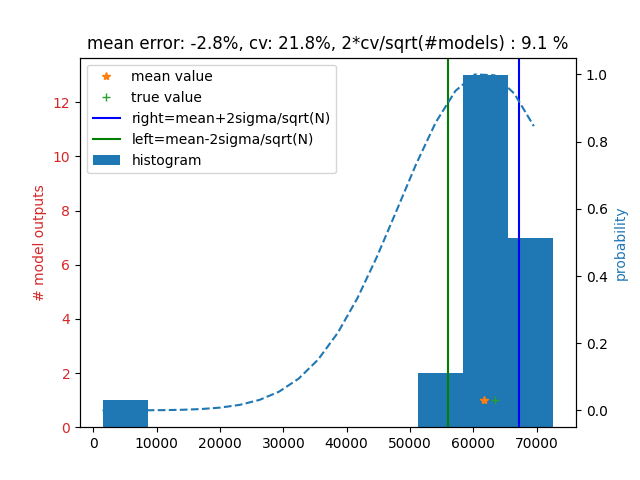 mean error: -2.8%, cv: 21.8%, 2*cv/sqrt(#models) : 9.1 %
mean value
true value
right=mean+2sigma/sqrt(N)
left=mean-2sigma/sqrt(N)
histogram
# model outputs
12
10
8
6
4
2
0
1.0
0.8
0.6
0.4
0.2
0.0
probability
0 10000 20000 30000 40000 50000 60000 70000